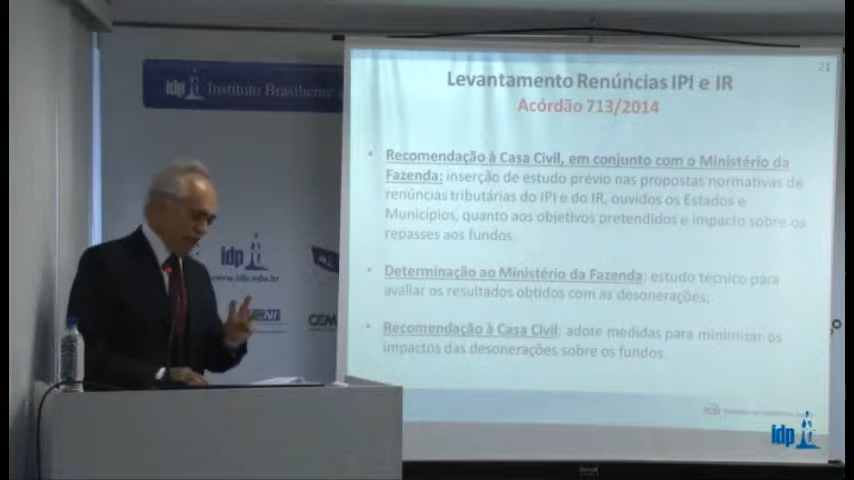 idp Instituto Brasiliense
idp
www.idp.edu.br
CEM
21
Levantamento Renúncias IPI e IR
Acórdão 713/2014
• Recomendação à Casa Civil, em conjunto com o Ministério da
Fazenda: inserção de estudo prévio nas propostas normativas de
renúncias tributárias do IPI e do IR, ouvidos os Estados e
Municípios, quanto aos objetivos pretendidos e impacto sobre os
repasses aos fundos.
• Determinação ao Ministério da Fazenda: estudo técnico para
avaliar os resultados obtidos com as desonerações;
• Recomendação à Casa Civil: adote medidas para minimizar os
impactos das desonerações sobre os fundos.
idp